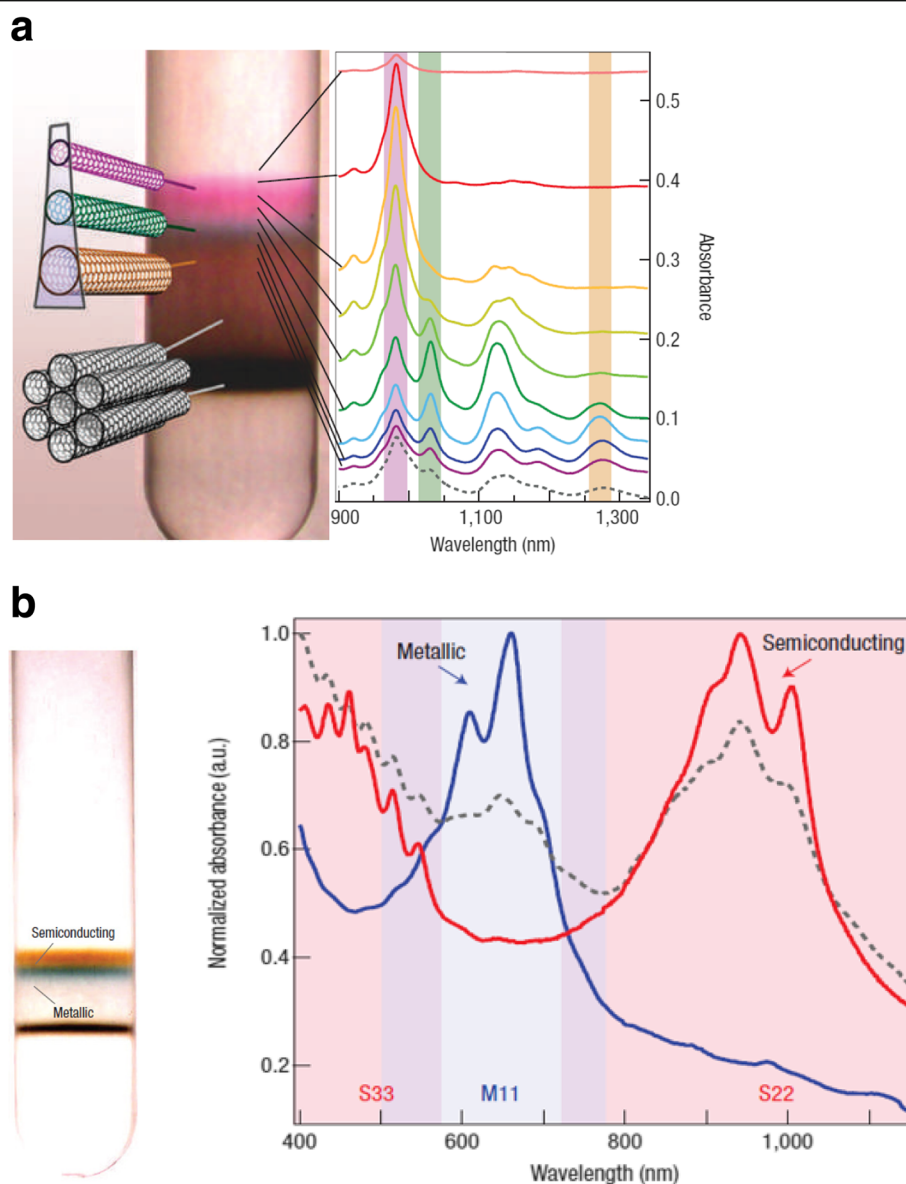 a
0.5
0.4
0.3
0.2
0.1
0.0
Absorbance
900 1,100 1,300
Wavelength (nm)
b
Semiconducting
Metallic
1.0
0.8
0.6
0.4
0.2
Normalized absorbance (a.u.)
Metallic
Semiconducting
S33 M11 S22
400 600 800 1,000
Wavelength (nm)